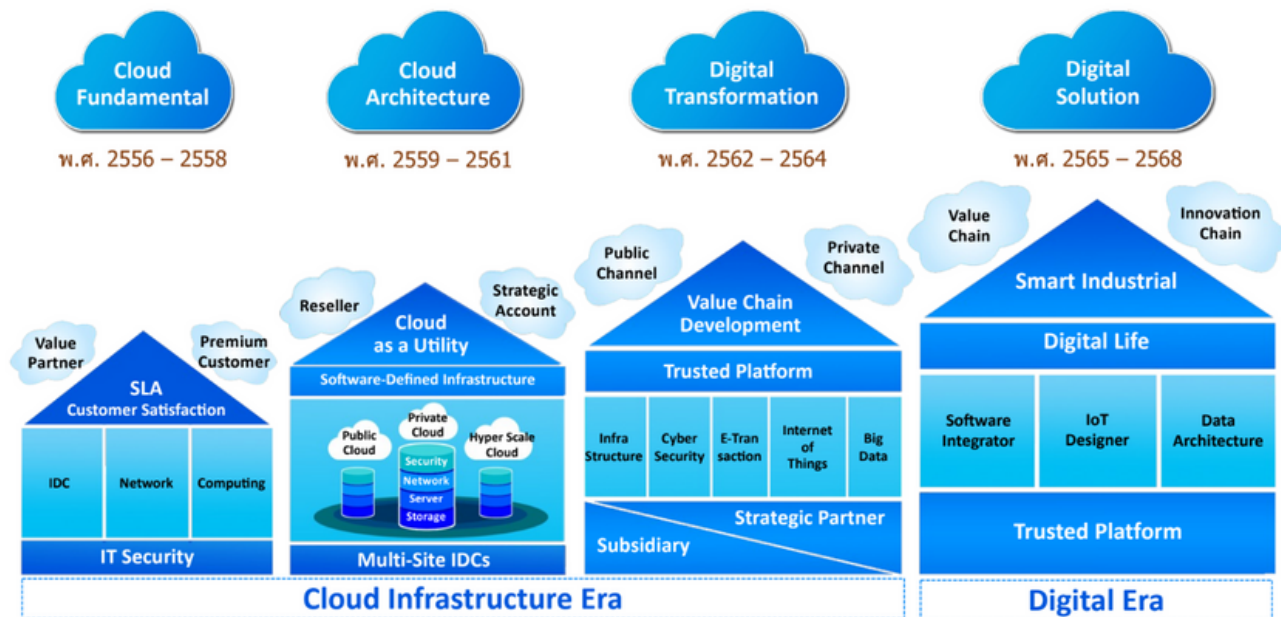 Cloud
Fundamental
พ.ศ. 2556 – 2558
Value
Partner
Premium
Customer
SLA
Customer Satisfaction
IDC
Network
Computing
IT Security
Cloud
Architecture
พ.ศ. 2559 – 2561
Reseller
Strategic
Account
Cloud
as a Utility
Software-Defined Infrastructure
Public
Cloud
Private
Cloud
Hyper Scale
Cloud
Security
Network
Server
Storage
Multi-Site IDCs
Digital
Transformation
พ.ศ. 2562 – 2564
Public
Channel
Private
Channel
Value Chain
Development
Trusted Platform
Infra
Structure
Cyber
Security
E-Tran
saction
Internet
of
Things
Big
Data
Strategic Partner
Subsidiary
Cloud Infrastructure Era
Digital
Solution
พ.ศ. 2565 – 2568
Value
Chain
Innovation
Chain
Smart Industrial
Digital Life
Software
Integrator
IoT
Designer
Data
Architecture
Trusted Platform
Digital Era